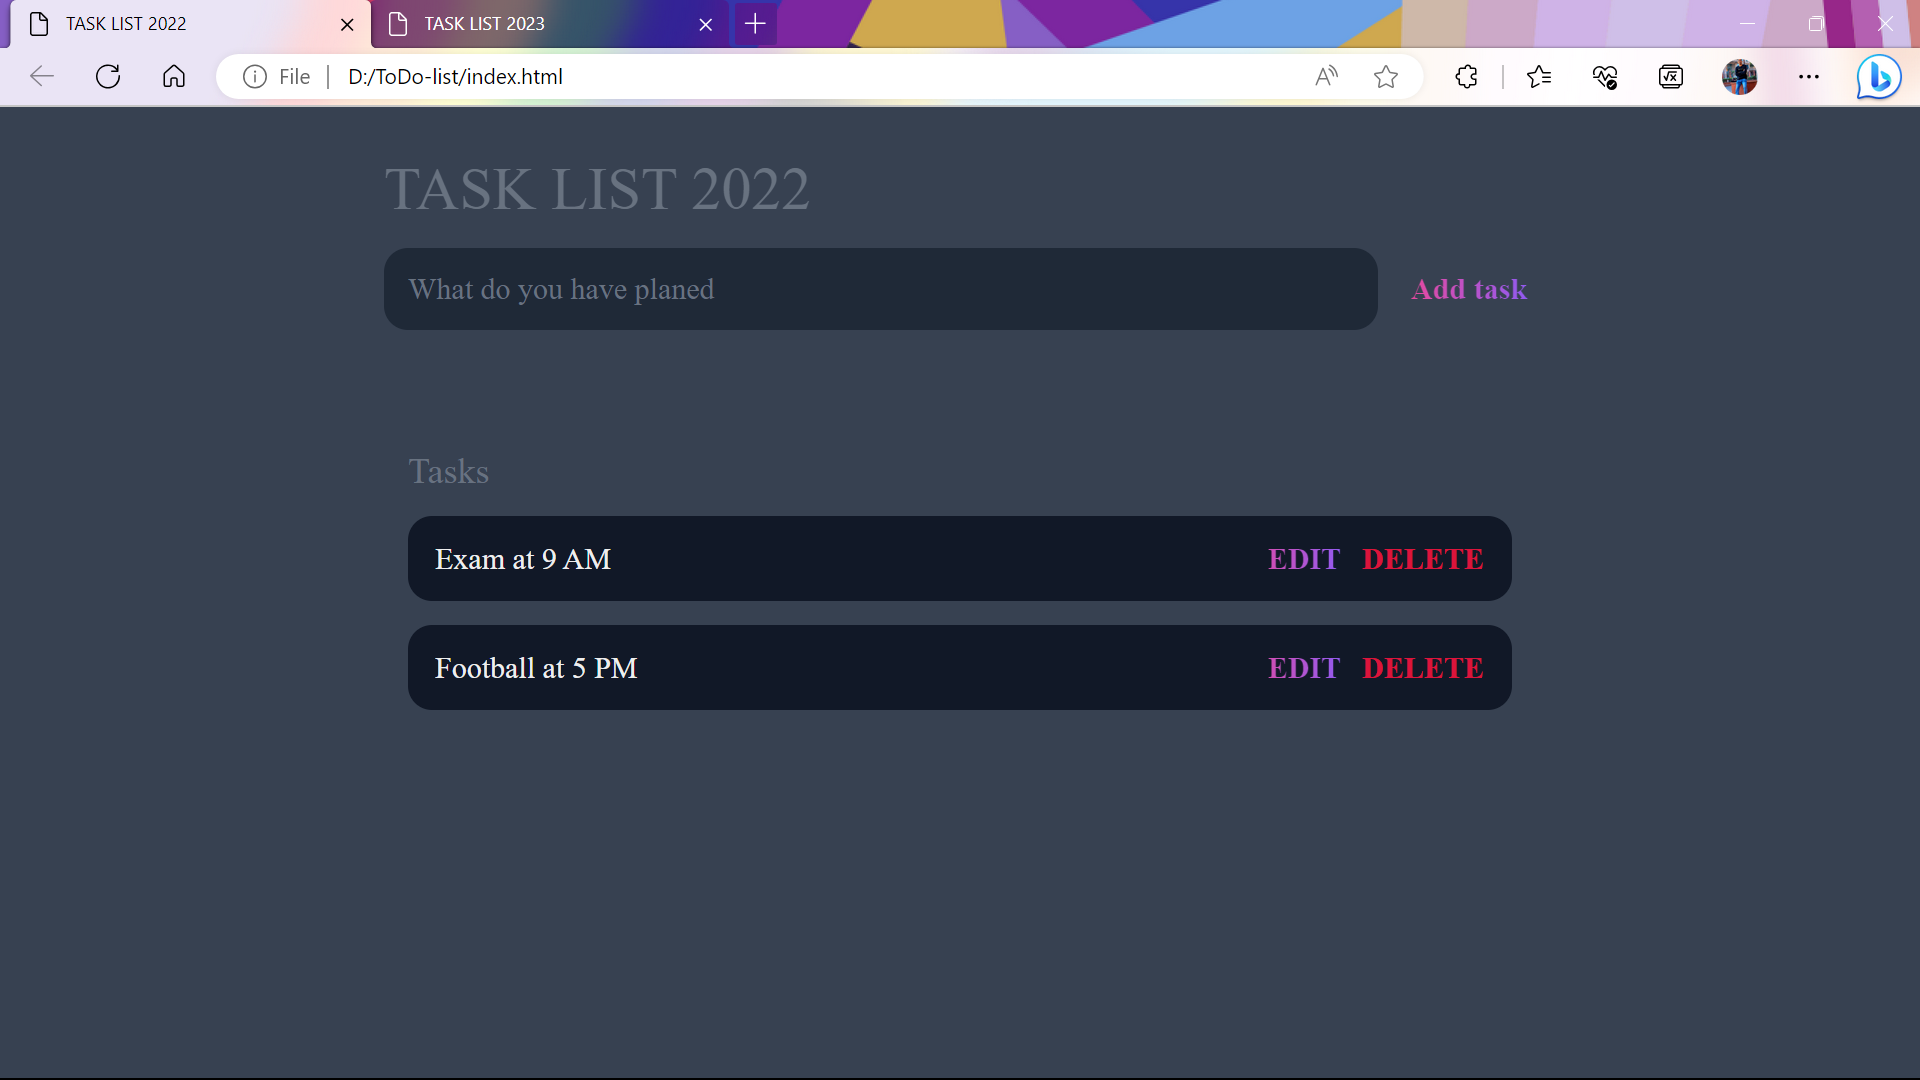 TASK LIST 2022
TASK LIST 2023
File
D:/ToDo-list/index.html
TASK LIST 2022
What do you have planed
Add task
Tasks
Exam at 9 AM EDIT DELETE
Football at 5 PM EDIT DELETE